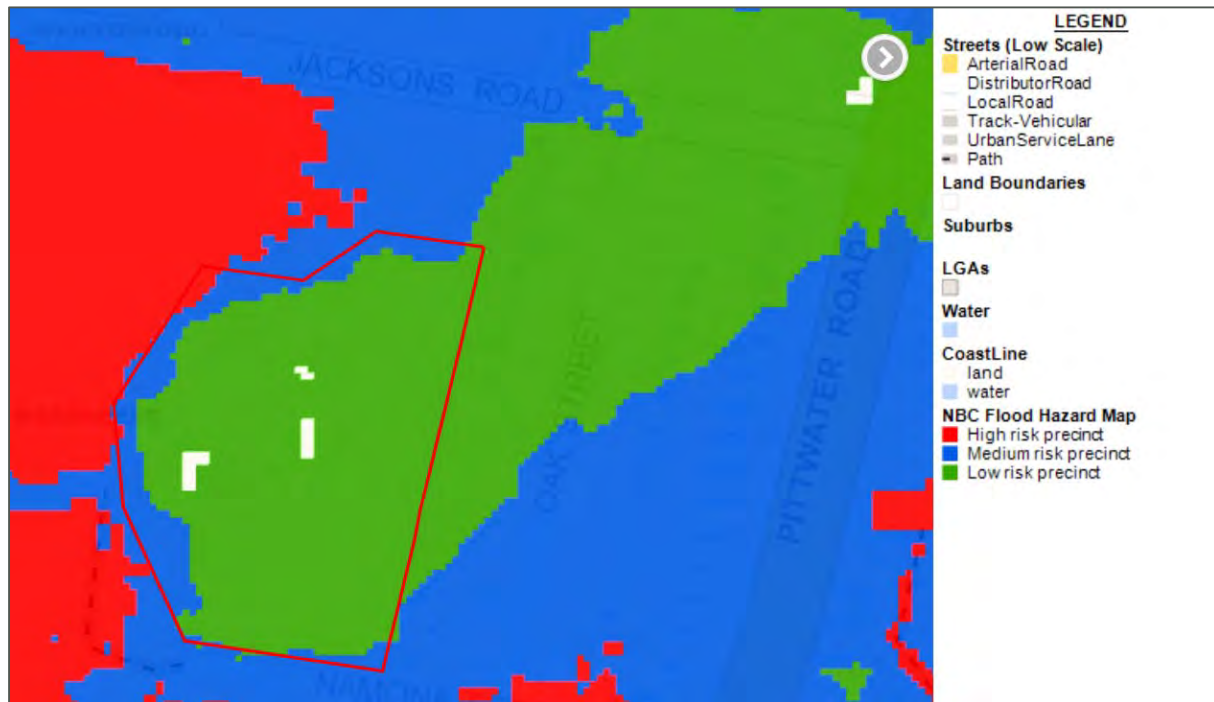 JACKSONS ROAD
OAK STREET
PITTWATER ROAD
NAMONA
LEGEND
Streets (Low Scale)
ArterialRoad
DistributorRoad
LocalRoad
Track-Vehicular
UrbanServiceLane
Path
Land Boundaries
Suburbs
LGAs
Water
CoastLine
land
water
NBC Flood Hazard Map
High risk precinct
Medium risk precinct
Low risk precinct